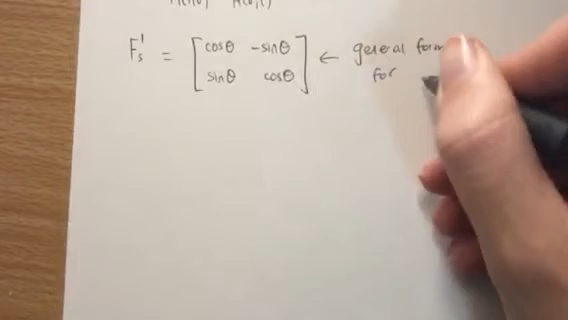 F's = [cosθ -sinθ ← general form
sinθ cosθ] for